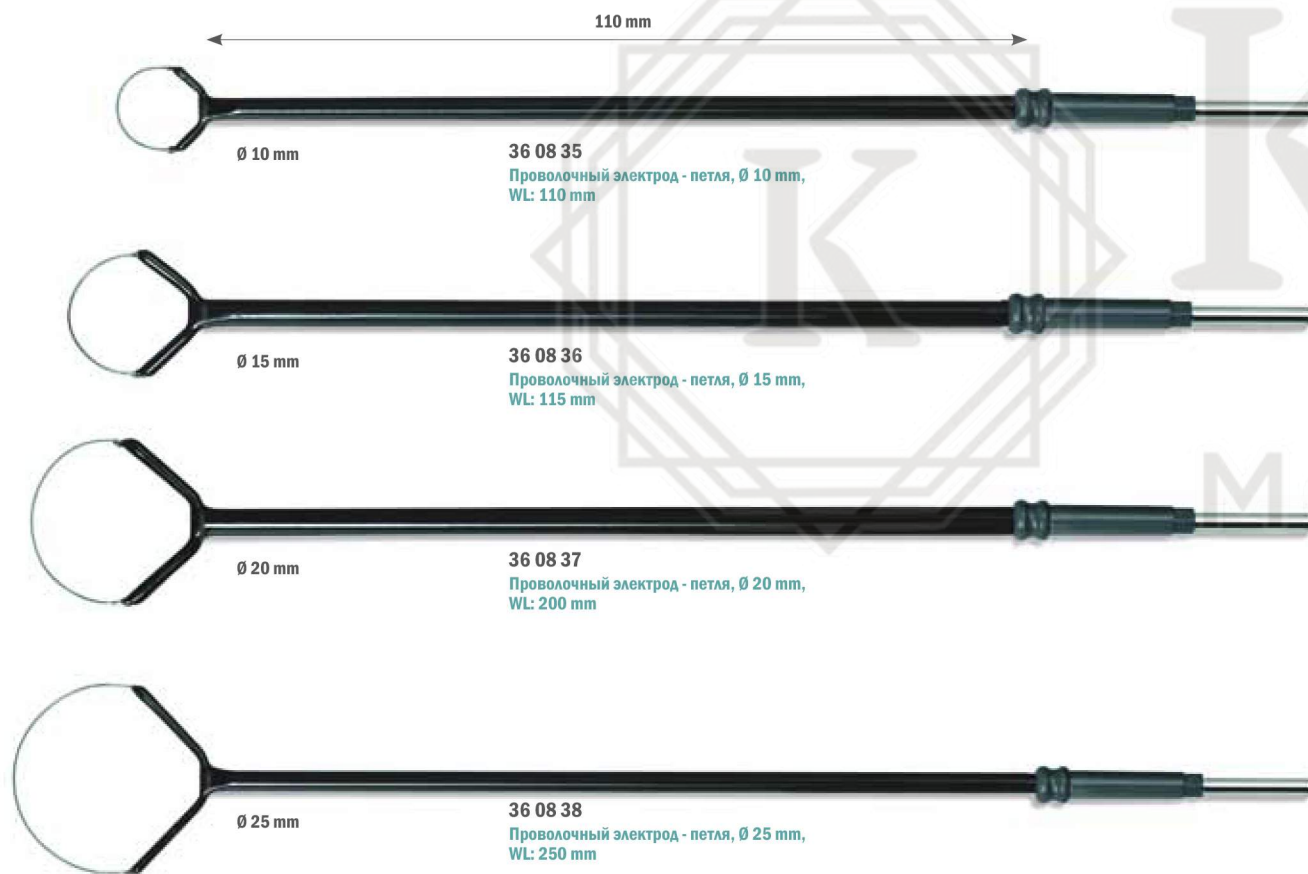 110 mm
Ø 10 mm
36 08 35
Проволочный электрод - петля, Ø 10 mm,
WL: 110 mm
K
Ø 15 mm
36 08 36
Проволочный электрод - петля, Ø 15 mm,
WL: 115 mm
Ø 20 mm
36 08 37
Проволочный электрод - петля, Ø 20 mm,
WL: 200 mm
M
Ø 25 mm
36 08 38
Проволочный электрод - петля, Ø 25 mm,
WL: 250 mm